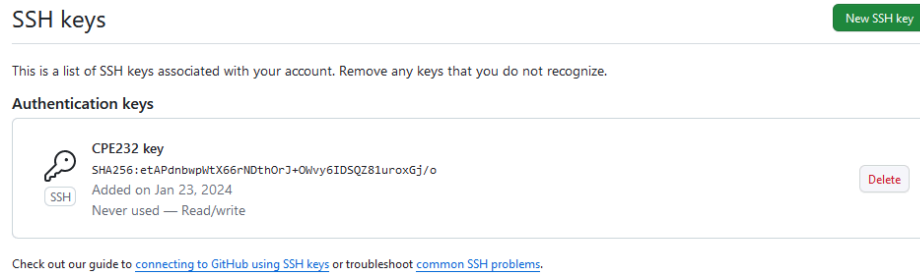 SSH keys
New SSH key
This is a list of SSH keys associated with your account. Remove any keys that you do not recognize.
Authentication keys
CPE232 key
SHA256:etAPdnbwpWtX66rNDthOrJ+OWvy6IDSQZ81uroxGj/o
SSH
Added on Jan 23, 2024
Never used — Read/write
Delete
Check out our guide to connecting to GitHub using SSH keys or troubleshoot common SSH problems.